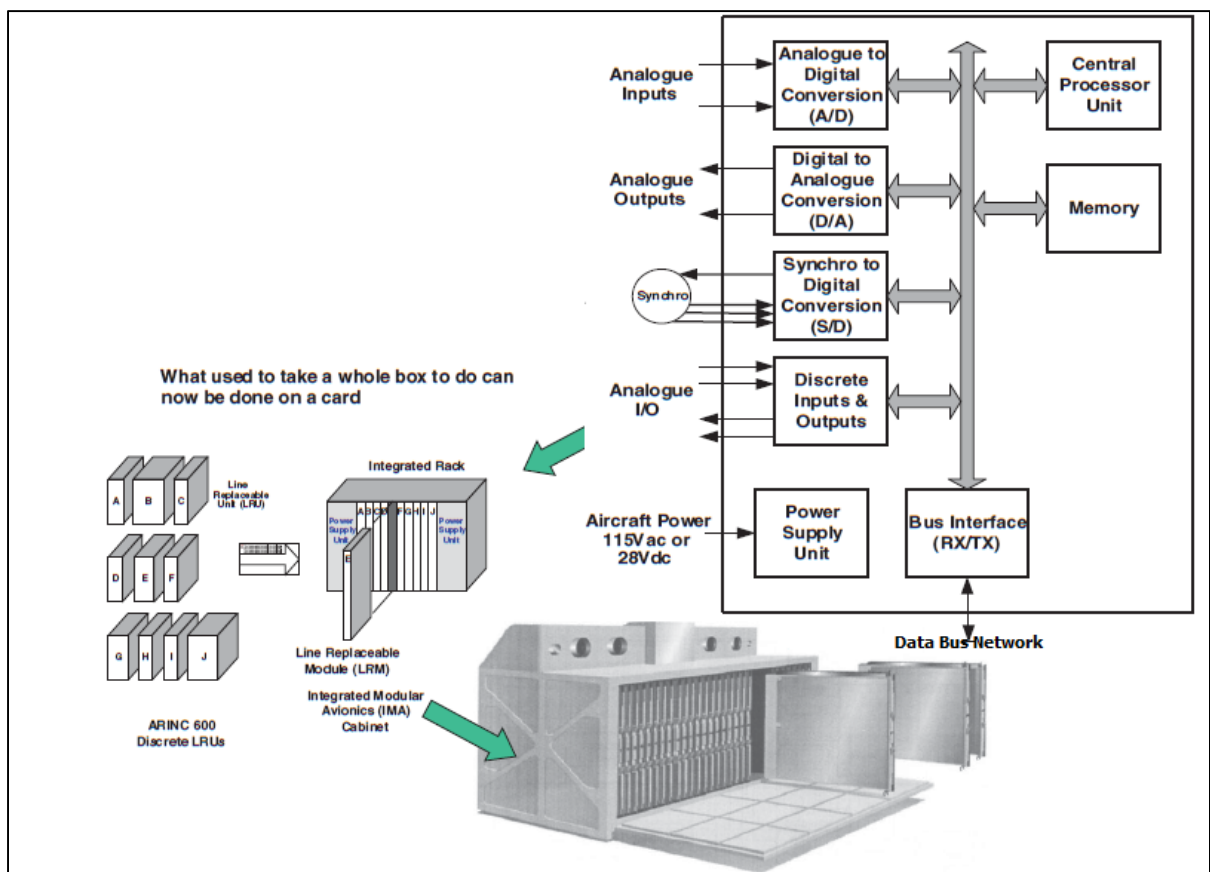 Analogue
Inputs
Analogue to
Digital
Conversion
(A/D)
Central
Processor
Unit
Analogue
Outputs
Digital to
Analogue
Conversion
(D/A)
Memory
Synchro
Synchro to
Digital
Conversion
(S/D)
Analogue
I/O
Discrete
Inputs &
Outputs
Aircraft Power
115Vac or
28Vdc
Power
Supply
Unit
Bus Interface
(RX/TX)
Data Bus Network
What used to take a whole box to do can
now be done on a card
A
B
C
Line
Replaceable
Unit (LRU)
D
E
F
G
H
I
J
ARINC 600
Discrete LRUs
Integrated Rack
Power
Supply
Unit
A B C F G H I J
Power
Supply
Unit
E
Line Replaceable
Module (LRM)
Integrated Modular
Avionics (IMA)
Cabinet